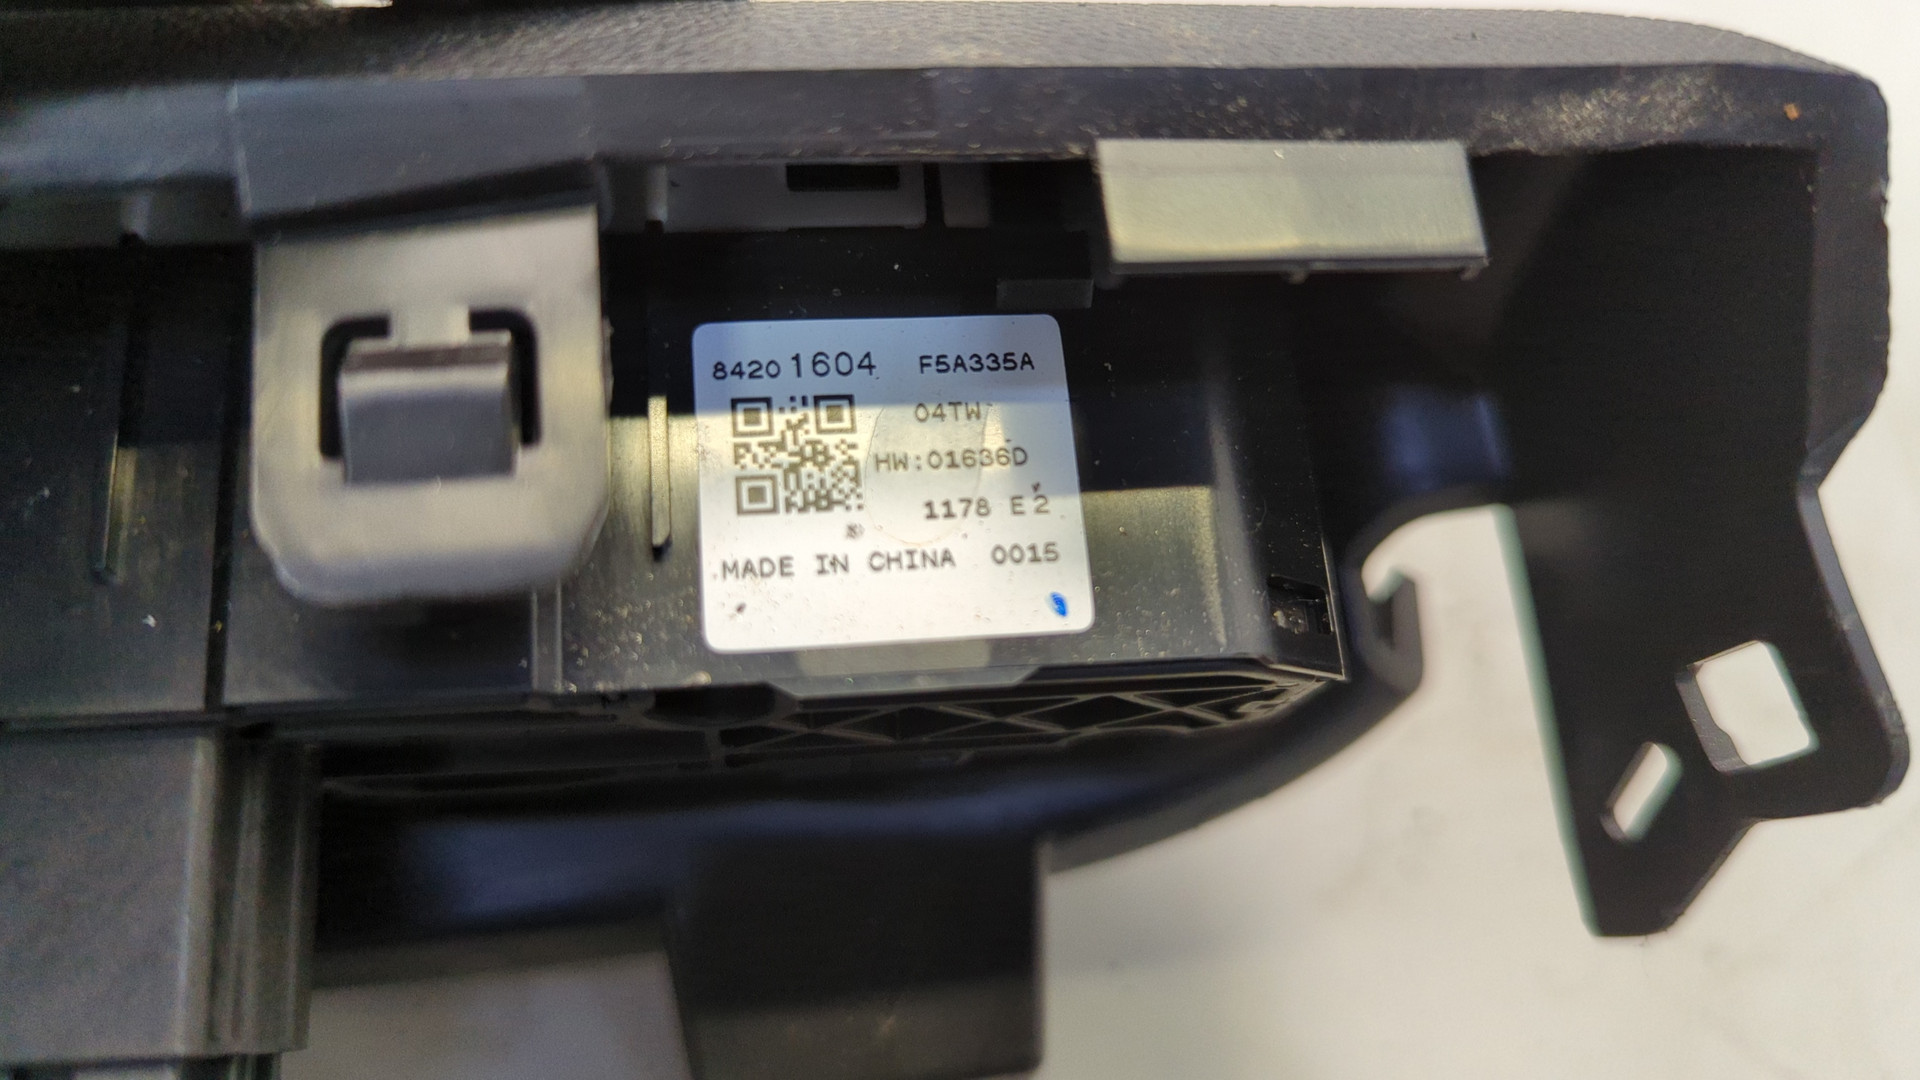 84201604 F5A335A
04TW
HW:01636D
1178 E2
MADE IN CHINA 0015